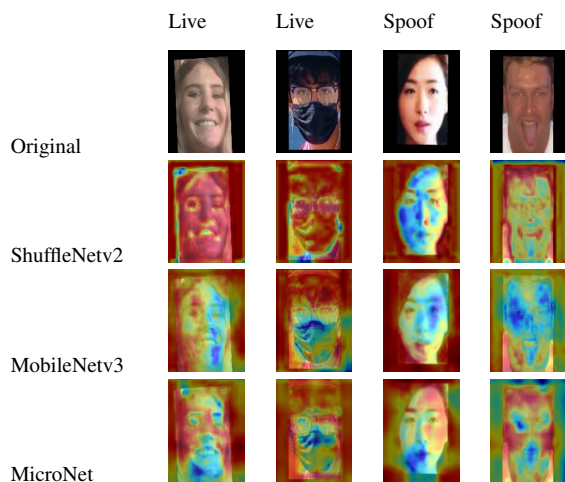 Live Live Spoof Spoof
Original
ShuffleNetv2
MobileNetv3
MicroNet